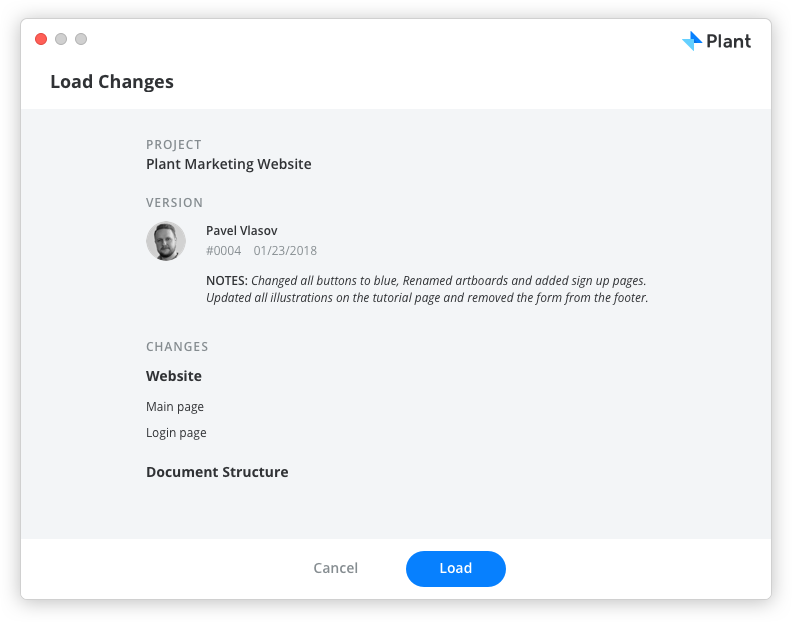 Plant
Load Changes
PROJECT
Plant Marketing Website
VERSION
Pavel Vlasov
#0004 01/23/2018
NOTES: Changed all buttons to blue, Renamed artboards and added sign up pages.
Updated all illustrations on the tutorial page and removed the form from the footer.
CHANGES
Website
Main page
Login page
Document Structure
Cancel Load